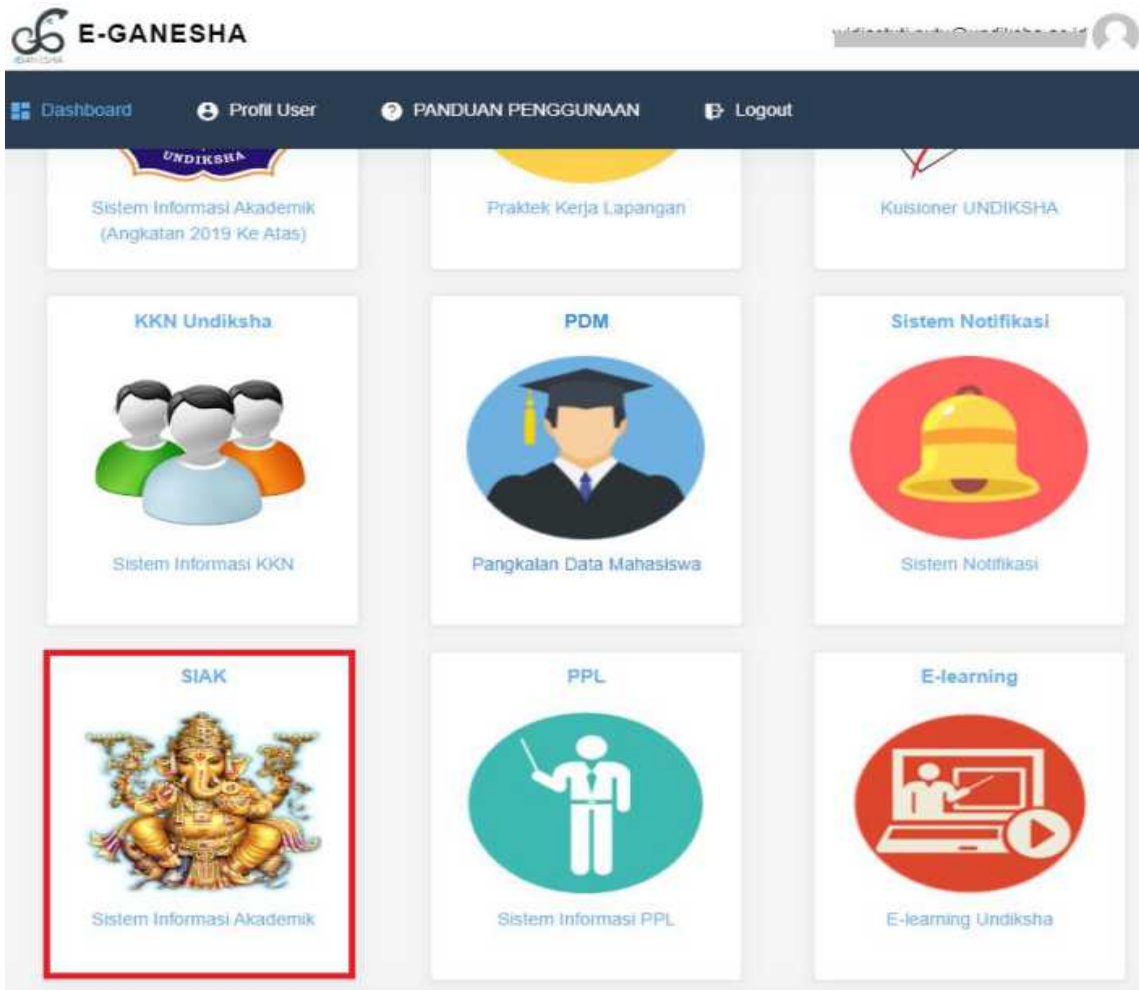 E-GANESHA
Dashboard
Profil User
PANDUAN PENGGUNAAN
Logout
UNDIKSHA
Sistem Informasi Akademik
(Angkatan 2019 Ke Atas)
Praktek Kerja Lapangan
Kuisioner UNDIKSHA
KKN Undiksha
PDM
Sistem Notifikasi
Sistem Informasi KKN
Pangkalan Data Mahasiswa
Sistem Notifikasi
SIAK
PPL
E-learning
Sistem Informasi Akademik
Sistem Informasi PPL
E-learning Undiksha